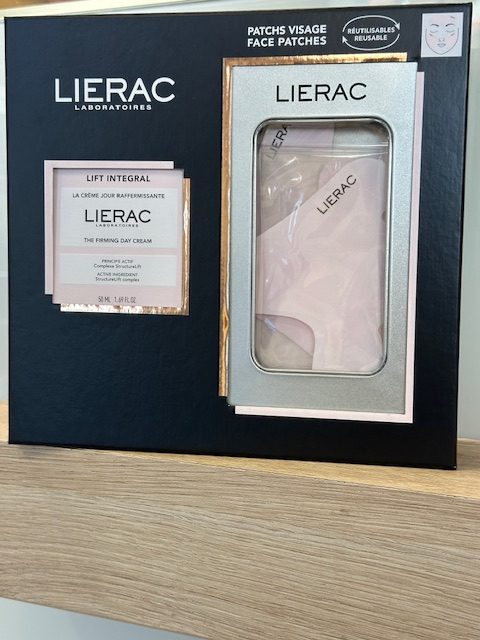 PATCHS VISAGE
FACE PATCHES
RÉUTILISABLES
REUSABLE
LIERAC
LABORATOIRES
LIERAC
LIERA
LIERAC
LIFT INTEGRAL
LA CRÈME JOUR RAFFERMISSANTE
LIERAC
LABORATOIRES
THE FIRMING DAY CREAM
PRINCIPE ACTIF
Complexe StructureLift
ACTIVE INGREDIENT
StructureLift complex
50 ML 1.69 FL.OZ.